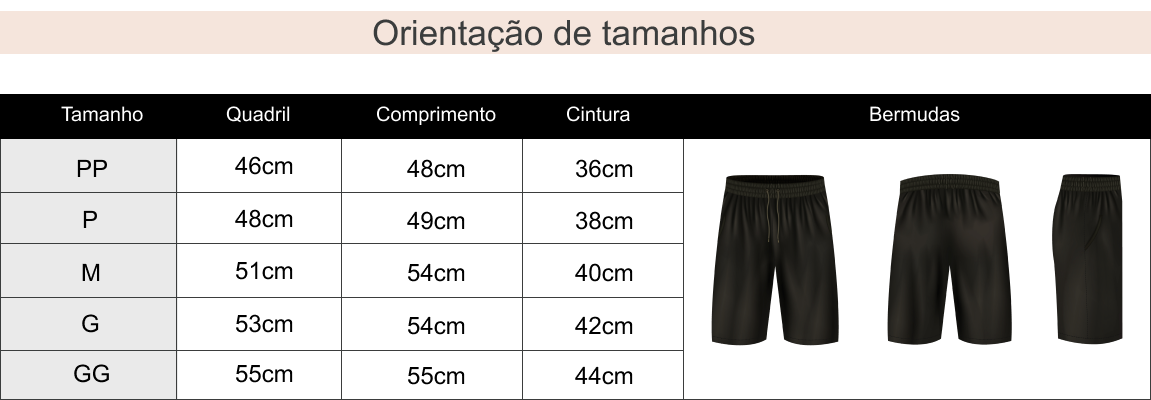 Orientação de tamanhos
Tamanho Quadril Comprimento Cintura Bermudas
PP 46cm 48cm 36cm
P 48cm 49cm 38cm
M 51cm 54cm 40cm
G 53cm 54cm 42cm
GG 55cm 55cm 44cm